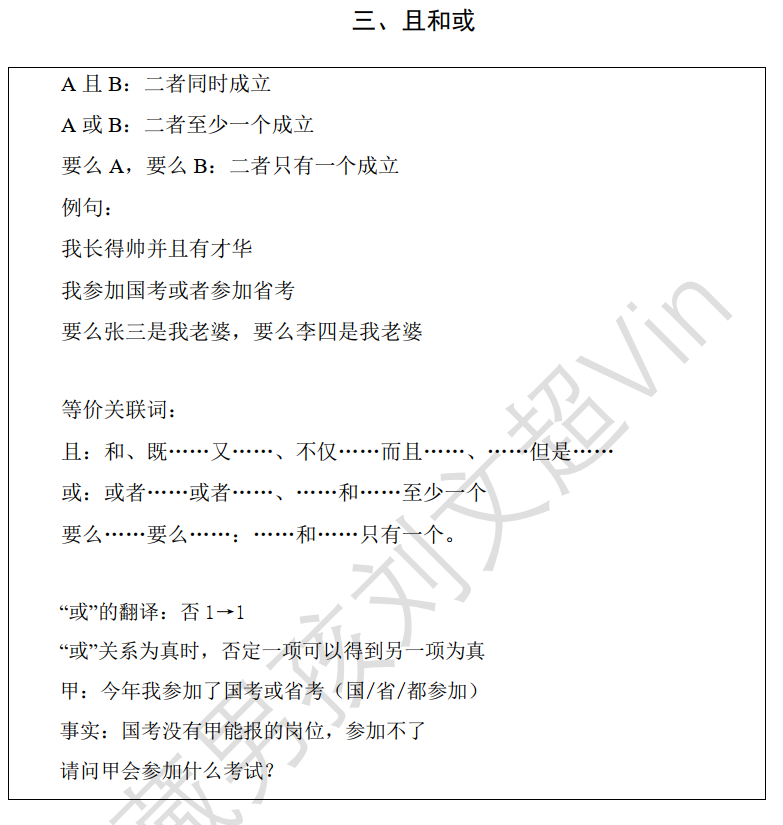 三、且和或
A 且 B：二者同时成立
A 或 B：二者至少一个成立
要么 A，要么 B：二者只有一个成立
例句：
我长得帅并且有才华
我参加国考或者参加省考
要么张三是我老婆，要么李四是我老婆
等价关联词：
且：和、既……又……、不仅……而且……、……但是……
或：或者……或者……、……和……至少一个
要么……要么……：……和……只有一个。
“或”的翻译：否 1→1
“或”关系为真时，否定一项可以得到另一项为真
甲：今年我参加了国考或省考（国/省/都参加）
事实：国考没有甲能报的岗位，参加不了
请问甲会参加什么考试？
藏男孩刘文超Vin